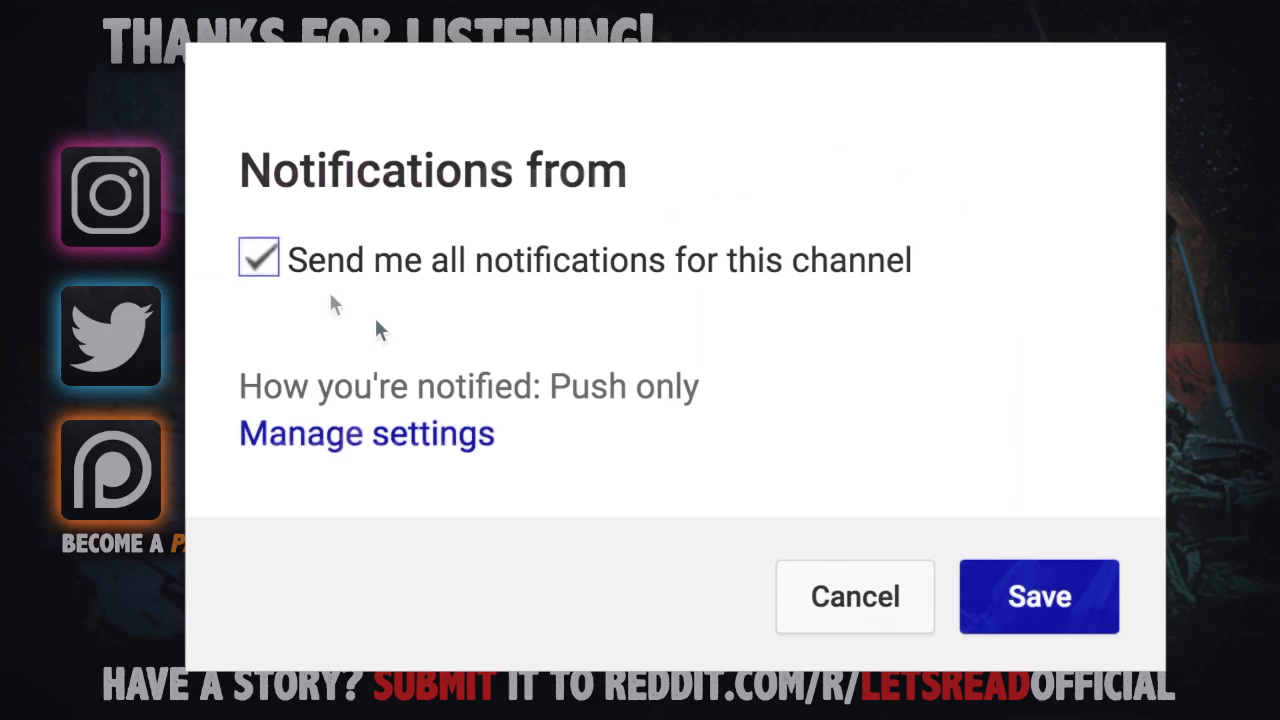 THANKS FOR LISTENING!
Notifications from
Send me all notifications for this channel
How you're notified: Push only
Manage settings
BECOME A
Cancel
Save
HAVE A STORY? SUBMIT IT TO REDDIT.COM/R/LETSREADOFFICIAL